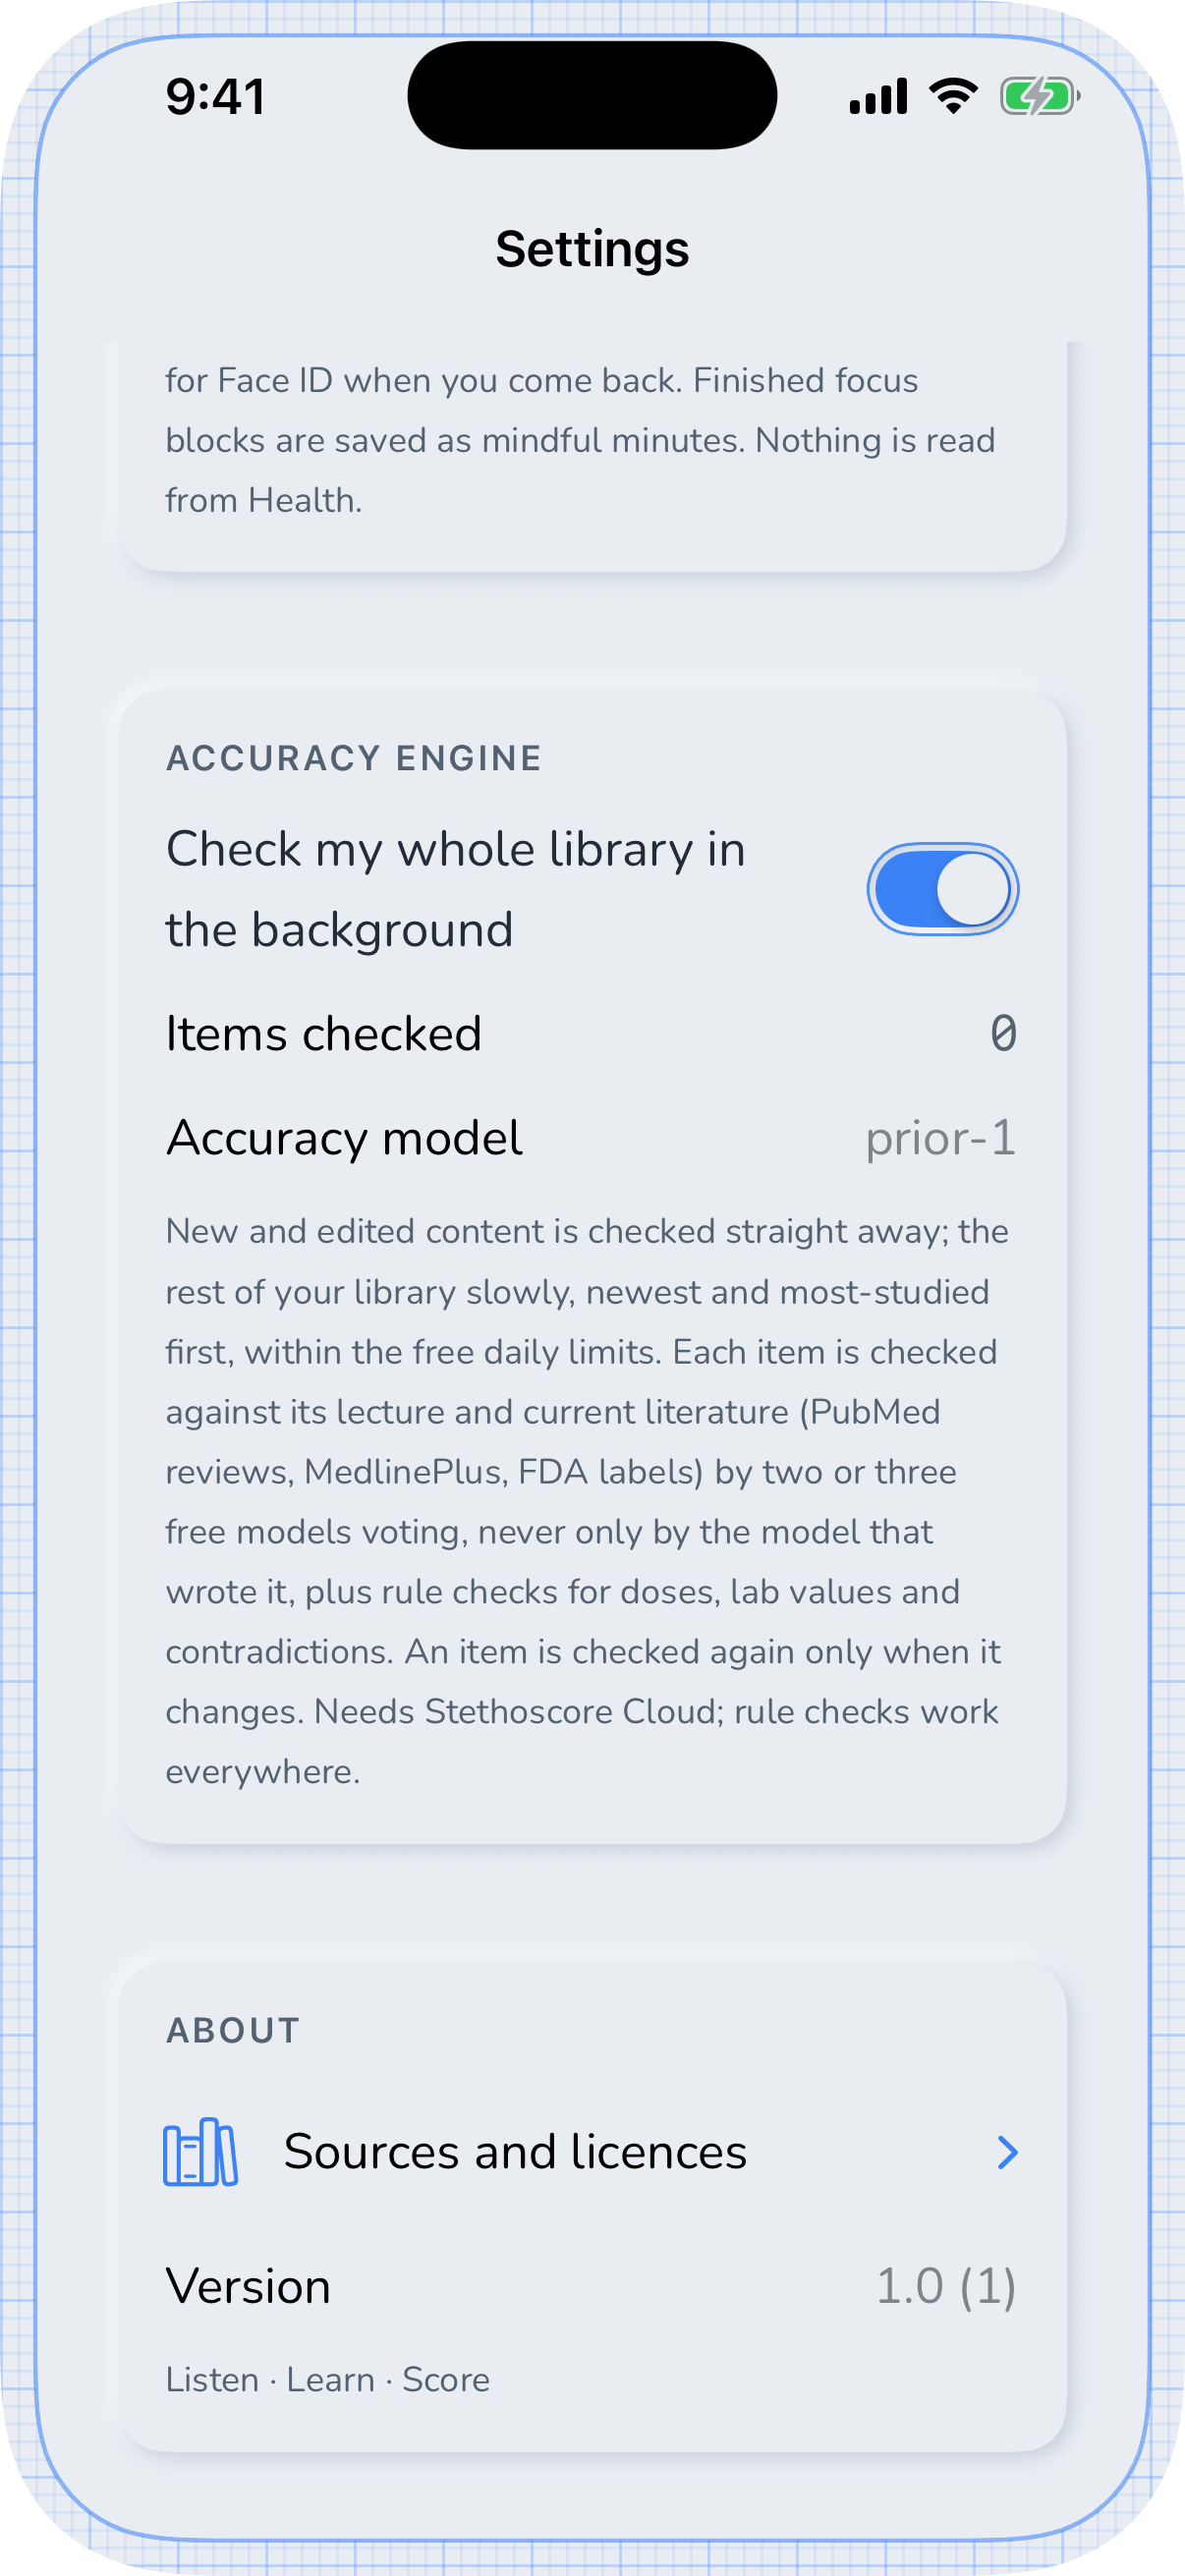 9:41
Settings
for Face ID when you come back. Finished focus
blocks are saved as mindful minutes. Nothing is read
from Health.
ACCURACY ENGINE
Check my whole library in
the background
Items checked 0
Accuracy model prior-1
New and edited content is checked straight away; the
rest of your library slowly, newest and most-studied
first, within the free daily limits. Each item is checked
against its lecture and current literature (PubMed
reviews, MedlinePlus, FDA labels) by two or three
free models voting, never only by the model that
wrote it, plus rule checks for doses, lab values and
contradictions. An item is checked again only when it
changes. Needs Stethoscore Cloud; rule checks work
everywhere.
ABOUT
Sources and licences
Version 1.0 (1)
Listen · Learn · Score